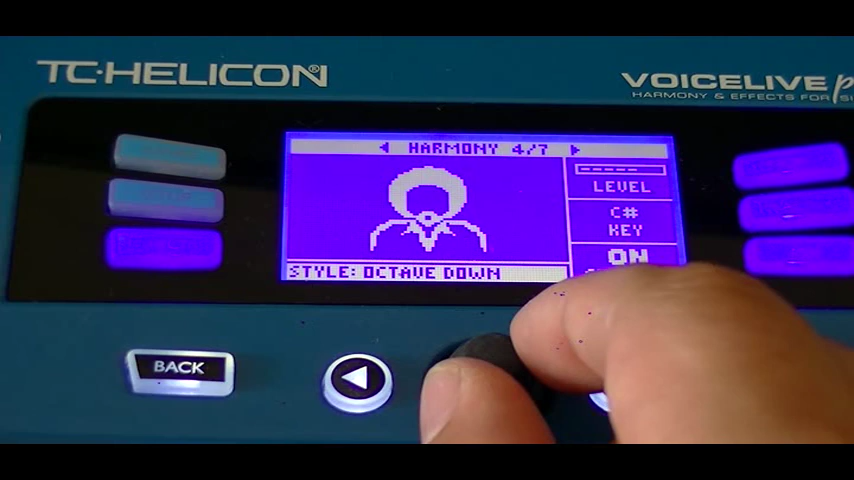 TC·HELICON®
VOICELIVE
HARMONY & EFFECTS FOR
HARMONY 4/7
LEVEL
C#
KEY
ON
STYLE: OCTAVE DOWN
BACK